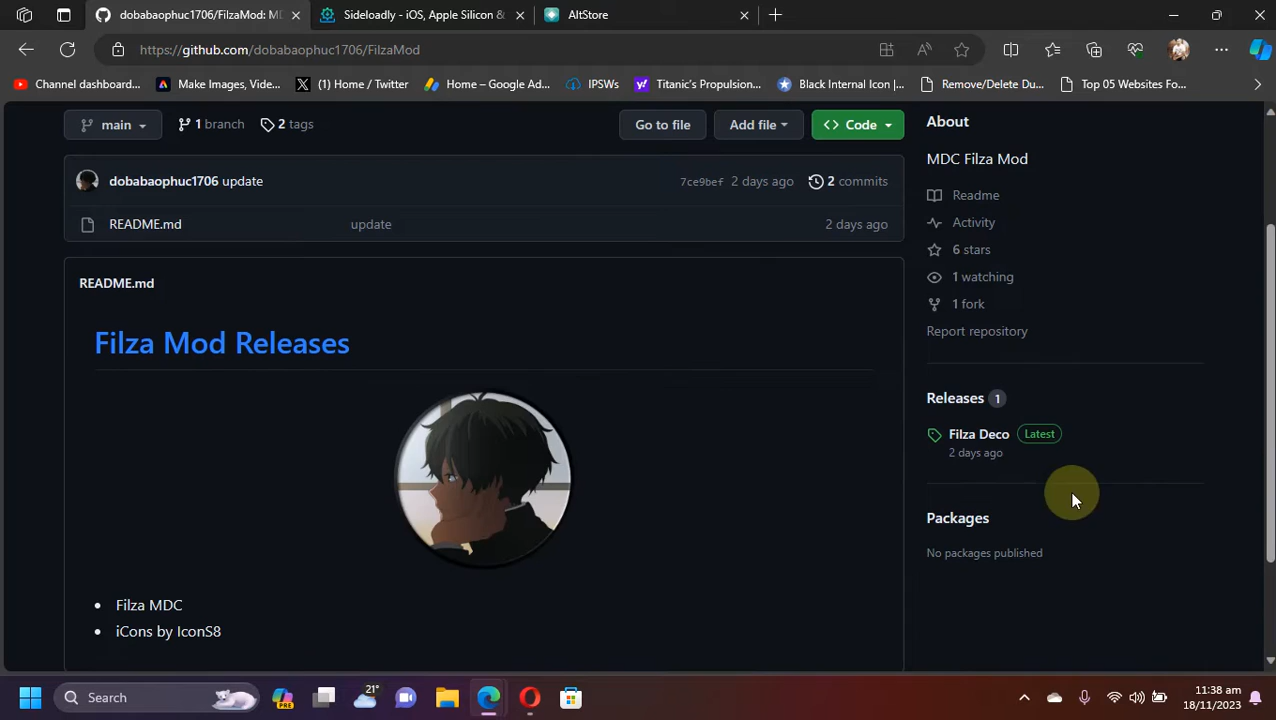 dobabaophuc1706/FilzaMod: M
Sideloadly - iOS, Apple Silicon &
AltStore
https://github.com/dobabaophuc1706/FilzaMod
Channel dashboard...
Make Images, Vide...
(1) Home / Twitter
Home – Google Ad...
IPSWs
Titanic's Propulsion...
Black Internal Icon |...
Remove/Delete Du...
Top 05 Websites Fo...
main
1 branch
2 tags
Go to file
Add file
Code
dobabaophuc1706 update
7ce9bef 2 days ago
2 commits
README.md
update
2 days ago
README.md
Filza Mod Releases
Filza MDC
iCons by IconS8
About
MDC Filza Mod
Readme
Activity
6 stars
1 watching
1 fork
Report repository
Releases 1
Filza Deco Latest
2 days ago
Packages
No packages published
Search
PRE
21°
11:38 am
18/11/2023